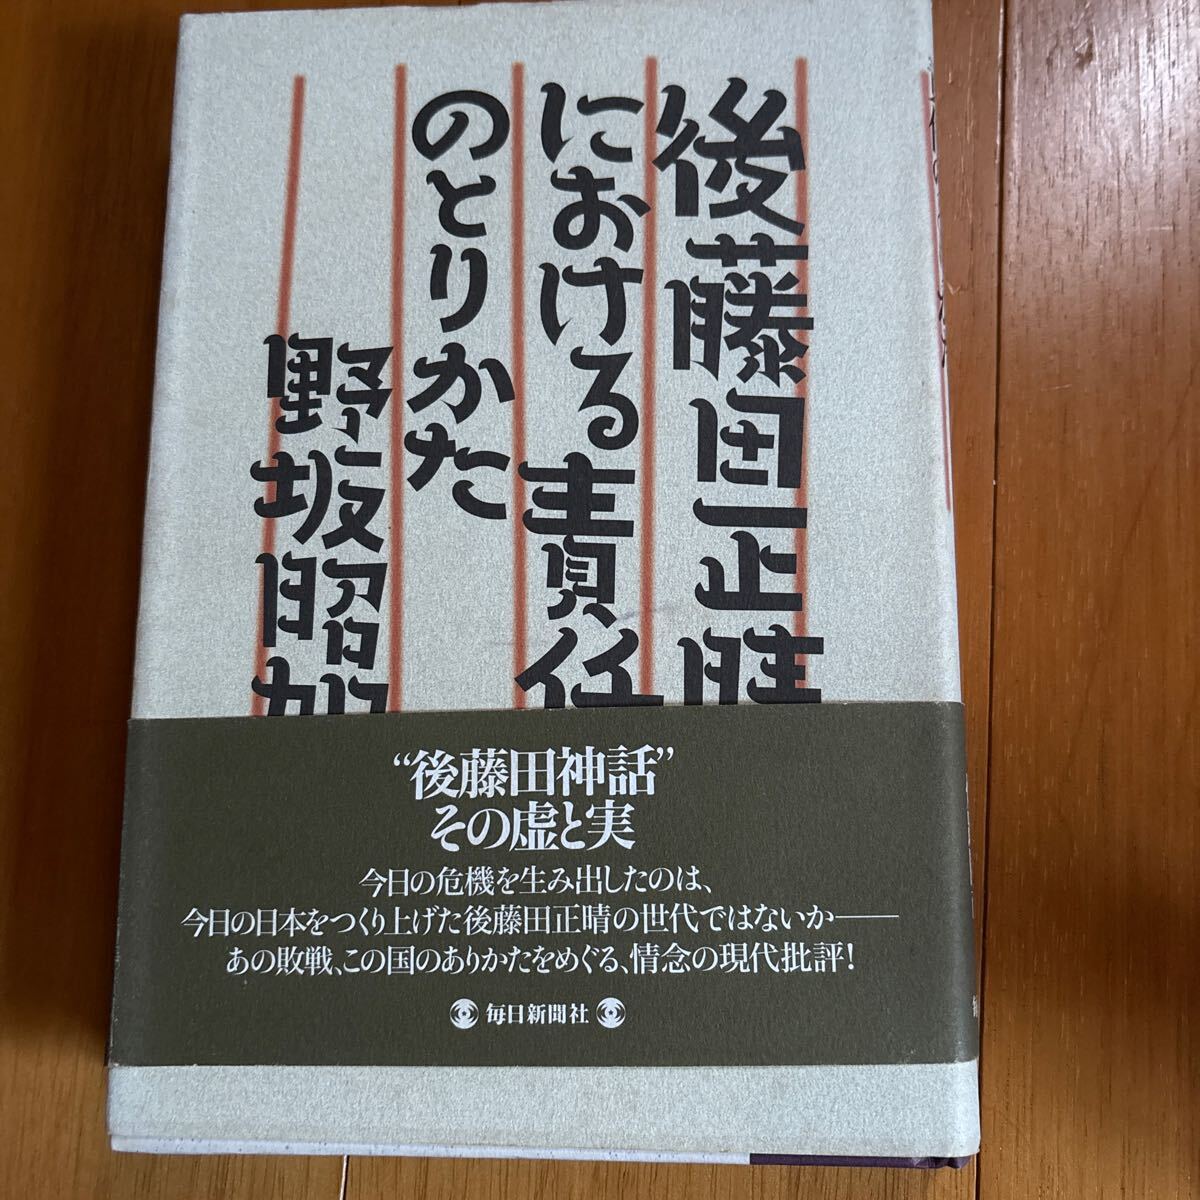 後藤田正晴
における責任
のとりかた
野坂昭如
“後藤田神話”
その虚と実
今日の危機を生み出したのは、
今日の日本をつくり上げた後藤田正晴の世代ではないか――
あの敗戦、この国のありかたをめぐる、情念の現代批評!
毎日新聞社